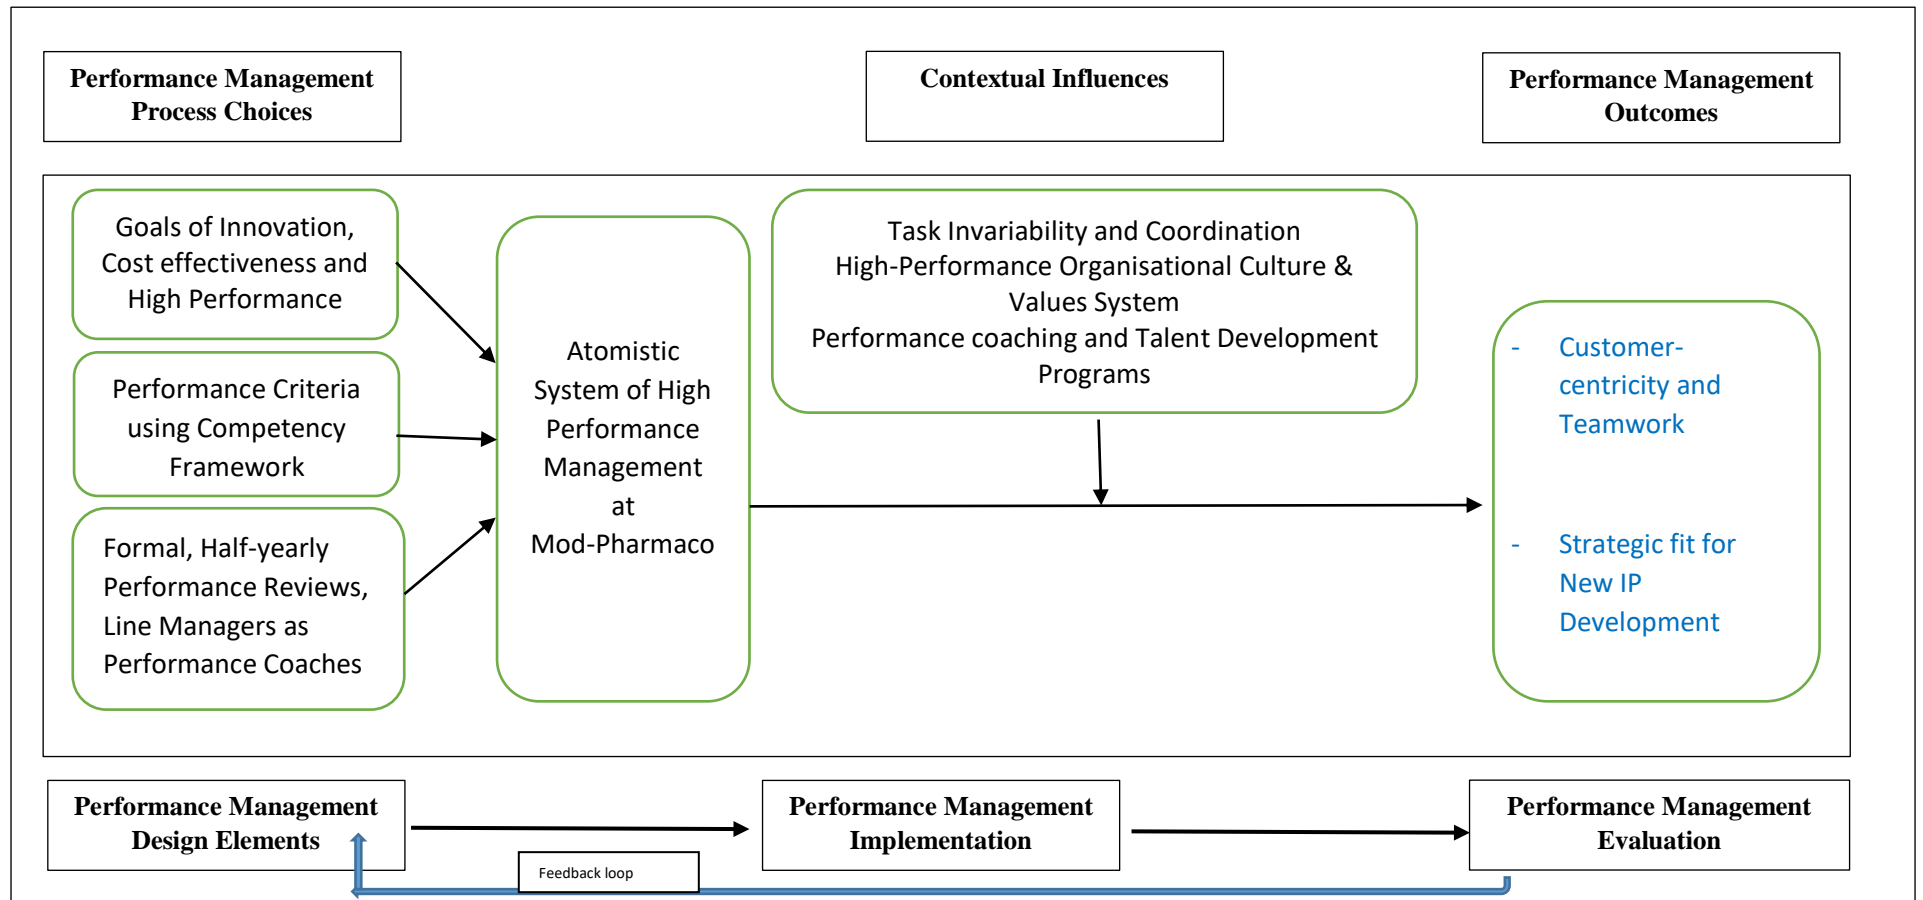 Performance Management
Process Choices
Contextual Influences
Performance Management
Outcomes
Goals of Innovation,
Cost effectiveness and
High Performance
Performance Criteria
using Competency
Framework
Formal, Half-yearly
Performance Reviews,
Line Managers as
Performance Coaches
Atomistic
System of High
Performance
Management
at
Mod-Pharmaco
Task Invariability and Coordination
High-Performance Organisational Culture &
Values System
Performance coaching and Talent Development
Programs
- Customer-
centricity and
Teamwork
- Strategic fit for
New IP
Development
Performance Management
Design Elements
Performance Management
Implementation
Performance Management
Evaluation
Feedback loop